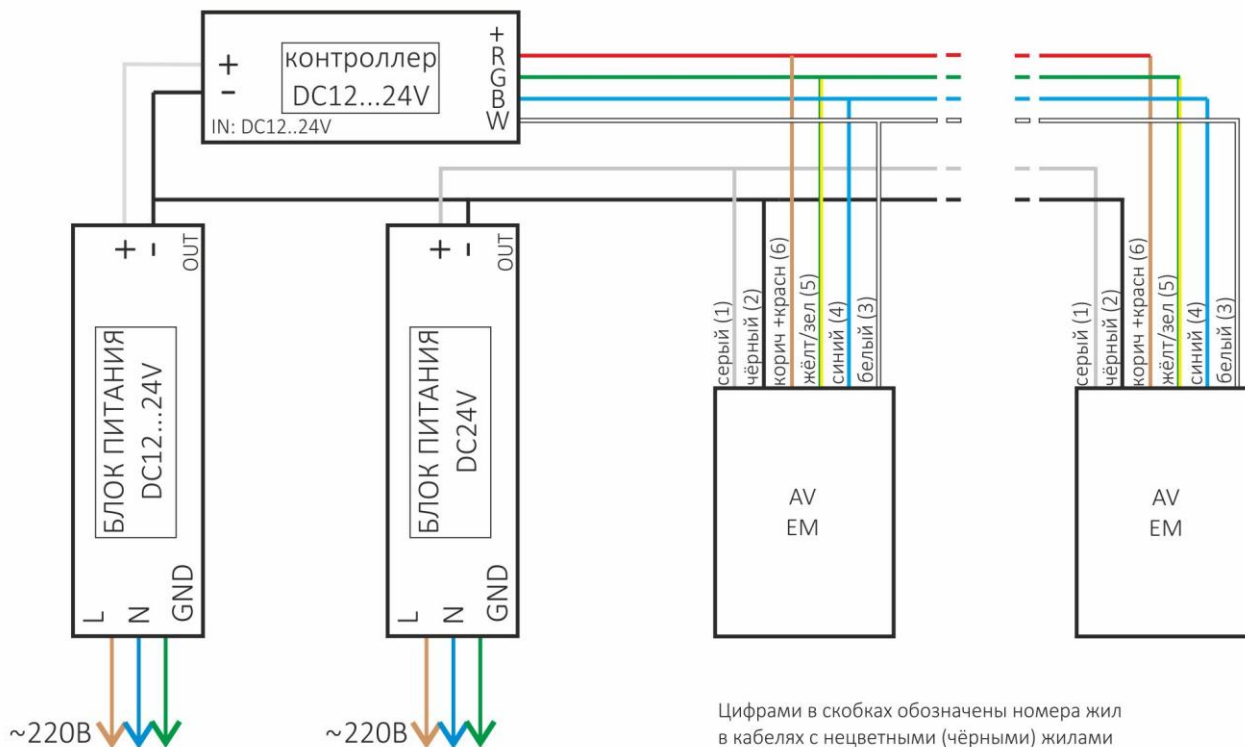 +
-
контроллер
DC12...24V
IN: DC12..24V
+
R
G
B
W
+
-
OUT
БЛОК ПИТАНИЯ
DC12...24V
L
N
GND
~220В
+
-
OUT
БЛОК ПИТАНИЯ
DC24V
L
N
GND
~220В
серый (1)
чёрный (2)
корич +красн (6)
жёлт/зел (5)
синий (4)
белый (3)
AV
EM
серый (1)
чёрный (2)
корич +красн (6)
жёлт/зел (5)
синий (4)
белый (3)
AV
EM
Цифрами в скобках обозначены номера жил
в кабелях с нецветными (чёрными) жилами